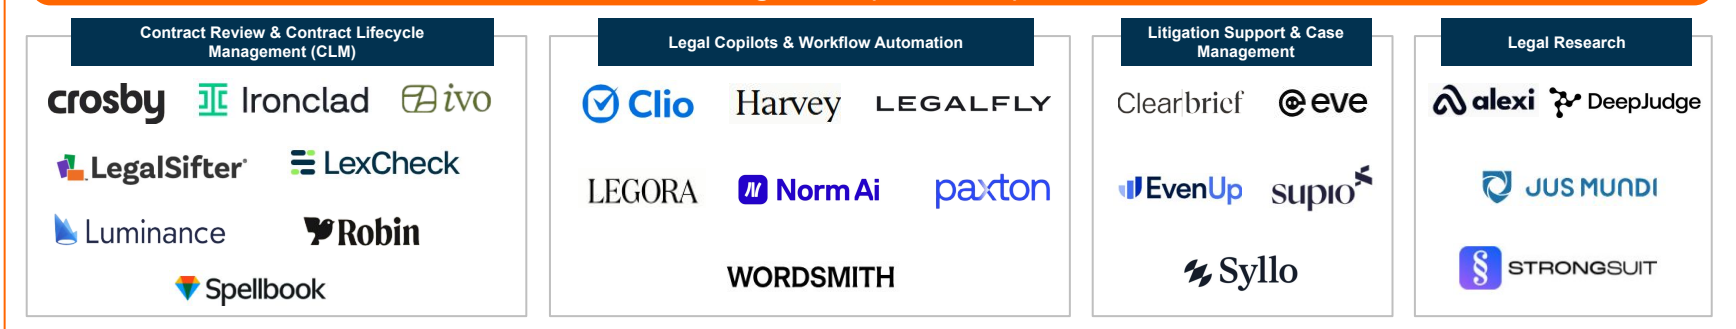 Contract Review & Contract Lifecycle
Management (CLM)
crosby
Ironclad
ivo
LegalSifter
LexCheck
Luminance
Robin
Spellbook
Legal Copilots & Workflow Automation
Clio
Harvey
LEGALFLY
LEGORA
Norm Ai
paxton
WORDSMITH
Litigation Support & Case
Management
Clearbrief
eve
EvenUp
supio
Syllo
Legal Research
alexi
DeepJudge
JUS MUNDI
STRONGSUIT